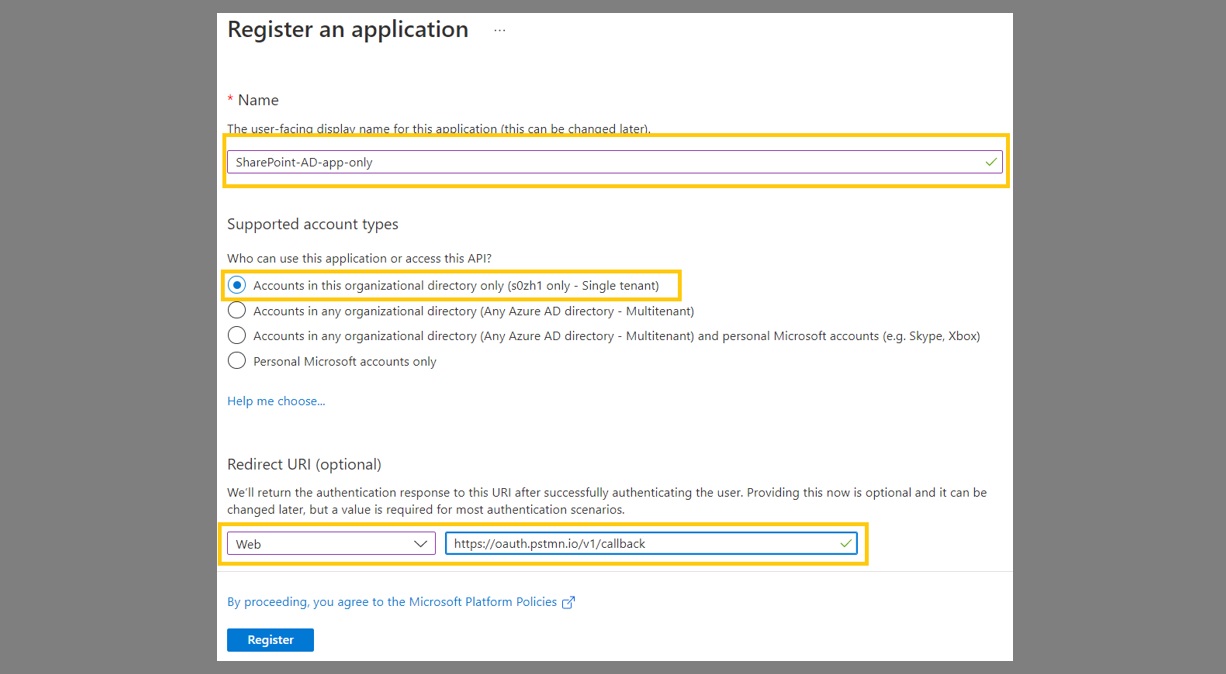 Register an application ...
* Name
The user-facing display name for this application (this can be changed later).
SharePoint-AD-app-only
Supported account types
Who can use this application or access this API?
Accounts in this organizational directory only (s0zh1 only - Single tenant)
Accounts in any organizational directory (Any Azure AD directory - Multitenant)
Accounts in any organizational directory (Any Azure AD directory - Multitenant) and personal Microsoft accounts (e.g. Skype, Xbox)
Personal Microsoft accounts only
Help me choose...
Redirect URI (optional)
We'll return the authentication response to this URI after successfully authenticating the user. Providing this now is optional and it can be
changed later, but a value is required for most authentication scenarios.
Web https://oauth.pstmn.io/v1/callback
By proceeding, you agree to the Microsoft Platform Policies
Register